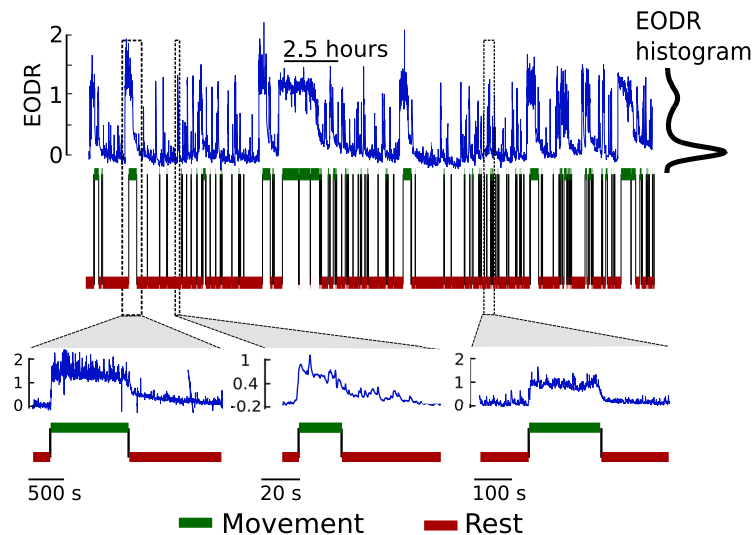 EODR
histogram
2
1
0
EODR
2.5 hours
2
1
0
1
0.4
-0.2
2
1
0
500 s
20 s
100 s
Movement
Rest